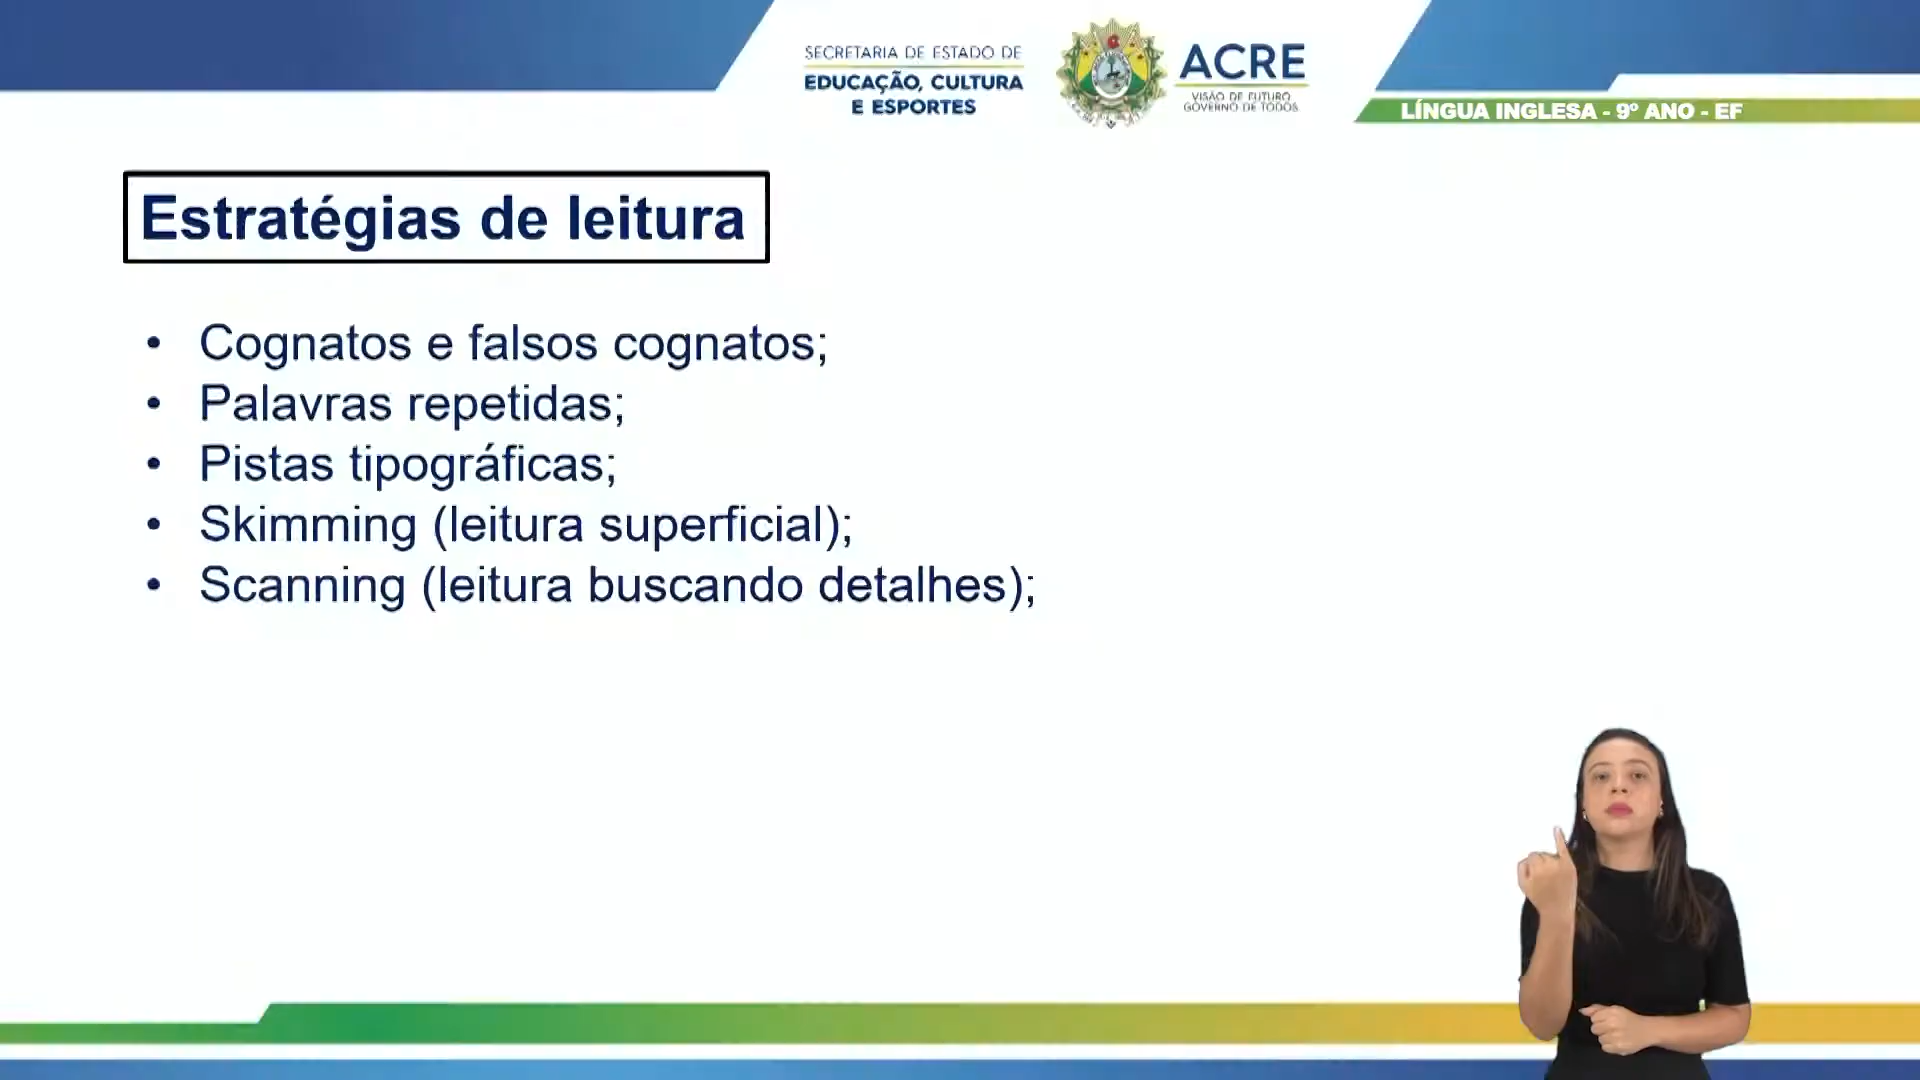 SECRETARIA DE ESTADO DE
EDUCAÇÃO, CULTURA
E ESPORTES
ACRE
VISÃO DE FUTURO
GOVERNO DE TODOS
LÍNGUA INGLESA - 9º ANO - EF
Estratégias de leitura
• Cognatos e falsos cognatos;
• Palavras repetidas;
• Pistas tipográficas;
• Skimming (leitura superficial);
• Scanning (leitura buscando detalhes);